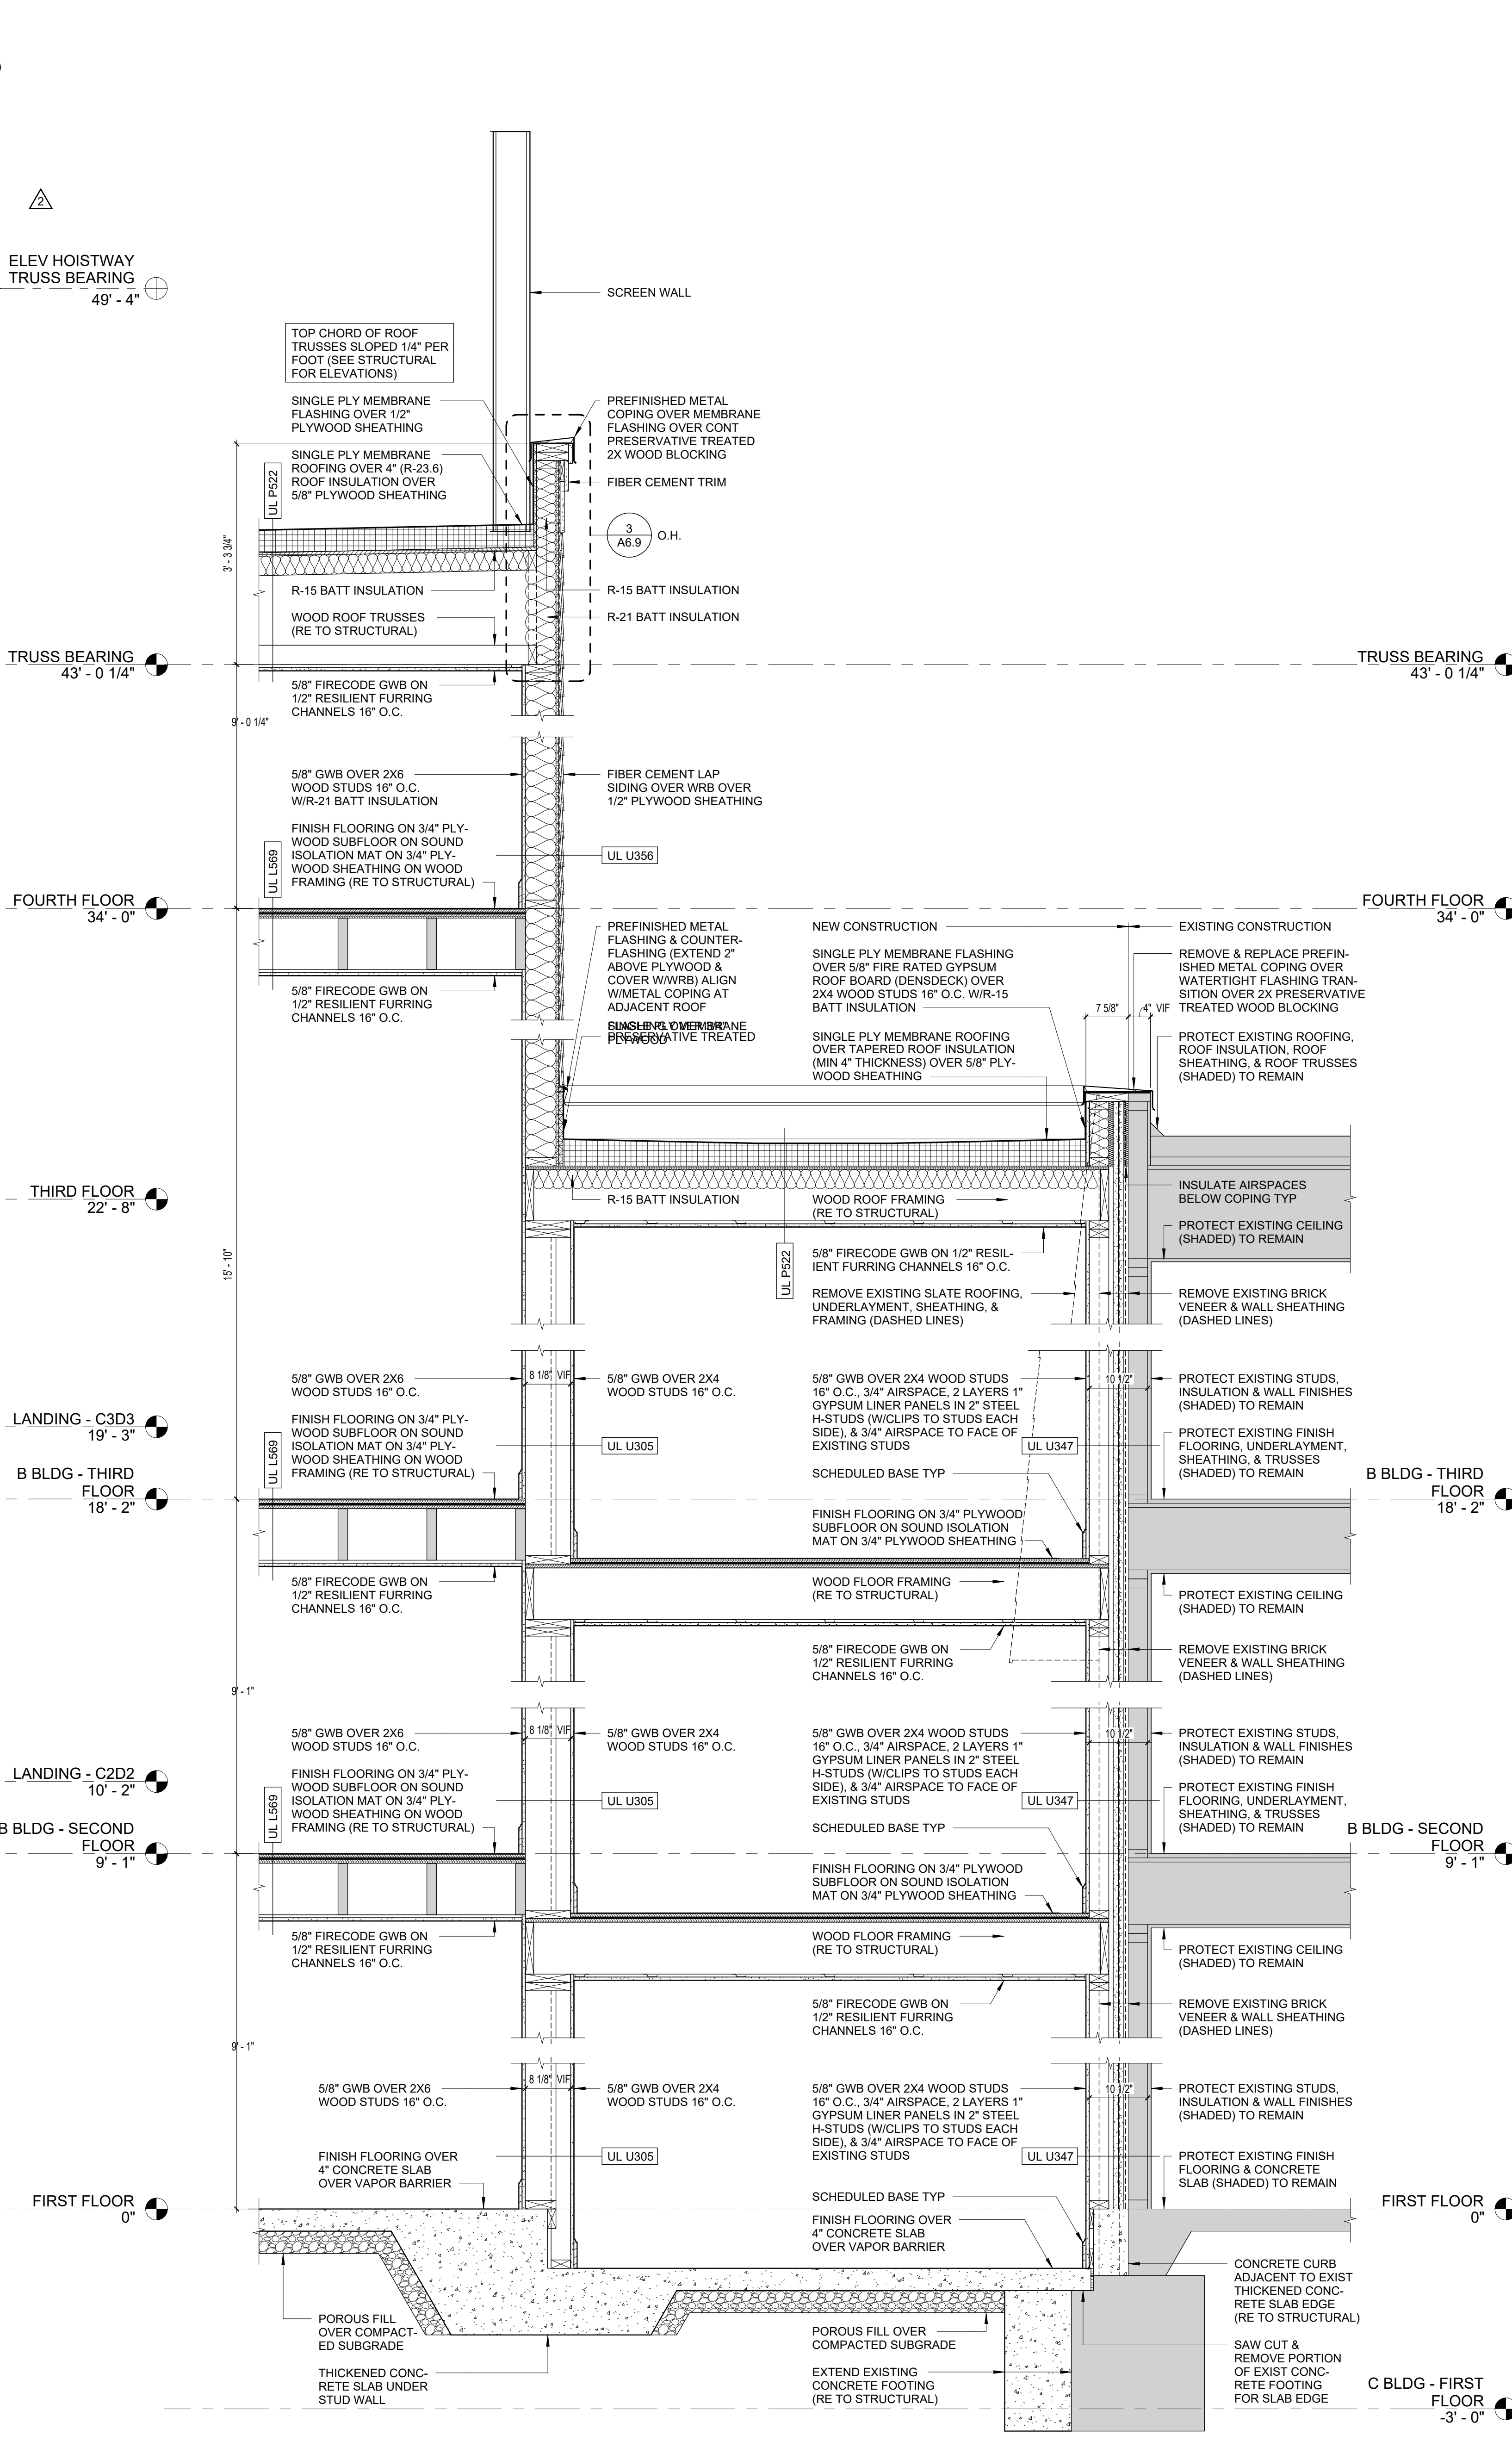 2
ELEV HOISTWAY
TRUSS BEARING
49' - 4"
SCREEN WALL
TOP CHORD OF ROOF
TRUSSES SLOPED 1/4" PER
FOOT (SEE STRUCTURAL
FOR ELEVATIONS)
SINGLE PLY MEMBRANE
FLASHING OVER 1/2"
PLYWOOD SHEATHING
PREFINISHED METAL
COPING OVER MEMBRANE
FLASHING OVER CONT
PRESERVATIVE TREATED
2X WOOD BLOCKING
SINGLE PLY MEMBRANE
ROOFING OVER 4" (R-23.6)
ROOF INSULATION OVER
5/8" PLYWOOD SHEATHING
UL P522
FIBER CEMENT TRIM
3
A6.9
O.H.
3' - 3 3/4"
R-15 BATT INSULATION
R-15 BATT INSULATION
WOOD ROOF TRUSSES
(RE TO STRUCTURAL)
R-21 BATT INSULATION
TRUSS BEARING
43' - 0 1/4"
TRUSS BEARING
43' - 0 1/4"
5/8" FIRECODE GWB ON
1/2" RESILIENT FURRING
CHANNELS 16" O.C.
9' - 0 1/4"
5/8" GWB OVER 2X6
WOOD STUDS 16" O.C.
W/R-21 BATT INSULATION
FIBER CEMENT LAP
SIDING OVER WRB OVER
1/2" PLYWOOD SHEATHING
FINISH FLOORING ON 3/4" PLY-
WOOD SUBFLOOR ON SOUND
ISOLATION MAT ON 3/4" PLY-
WOOD SHEATHING ON WOOD
FRAMING (RE TO STRUCTURAL)
UL L569
UL U356
FOURTH FLOOR
34' - 0"
FOURTH FLOOR
34' - 0"
5/8" FIRECODE GWB ON
1/2" RESILIENT FURRING
CHANNELS 16" O.C.
PREFINISHED METAL
FLASHING & COUNTER-
FLASHING (EXTEND 2"
ABOVE PLYWOOD &
COVER W/WRB) ALIGN
W/METAL COPING AT
ADJACENT ROOF
SINGLE PLY MEMBRANE
FLASHING OVER 3/4"
PRESERVATIVE TREATED
PLYWOOD
NEW CONSTRUCTION
EXISTING CONSTRUCTION
SINGLE PLY MEMBRANE FLASHING
OVER 5/8" FIRE RATED GYPSUM
ROOF BOARD (DENSDECK) OVER
2X4 WOOD STUDS 16" O.C. W/R-15
BATT INSULATION
REMOVE & REPLACE PREFIN-
ISHED METAL COPING OVER
WATERTIGHT FLASHING TRAN-
SITION OVER 2X PRESERVATIVE
TREATED WOOD BLOCKING
7 5/8"
4" VIF
SINGLE PLY MEMBRANE ROOFING
OVER TAPERED ROOF INSULATION
(MIN 4" THICKNESS) OVER 5/8" PLY-
WOOD SHEATHING
PROTECT EXISTING ROOFING,
ROOF INSULATION, ROOF
SHEATHING, & ROOF TRUSSES
(SHADED) TO REMAIN
THIRD FLOOR
22' - 8"
R-15 BATT INSULATION
WOOD ROOF FRAMING
(RE TO STRUCTURAL)
INSULATE AIRSPACES
BELOW COPING TYP
PROTECT EXISTING CEILING
(SHADED) TO REMAIN
15' - 10"
UL P522
5/8" FIRECODE GWB ON 1/2" RESIL-
IENT FURRING CHANNELS 16" O.C.
REMOVE EXISTING SLATE ROOFING,
UNDERLAYMENT, SHEATHING, &
FRAMING (DASHED LINES)
REMOVE EXISTING BRICK
VENEER & WALL SHEATHING
(DASHED LINES)
5/8" GWB OVER 2X6
WOOD STUDS 16" O.C.
8 1/8" VIF
5/8" GWB OVER 2X4
WOOD STUDS 16" O.C.
5/8" GWB OVER 2X4 WOOD STUDS
16" O.C., 3/4" AIRSPACE, 2 LAYERS 1"
GYPSUM LINER PANELS IN 2" STEEL
H-STUDS (W/CLIPS TO STUDS EACH
SIDE), & 3/4" AIRSPACE TO FACE OF
EXISTING STUDS
10 1/2"
PROTECT EXISTING STUDS,
INSULATION & WALL FINISHES
(SHADED) TO REMAIN
LANDING - C3D3
19' - 3"
FINISH FLOORING ON 3/4" PLY-
WOOD SUBFLOOR ON SOUND
ISOLATION MAT ON 3/4" PLY-
WOOD SHEATHING ON WOOD
FRAMING (RE TO STRUCTURAL)
UL L569
UL U305
UL U347
PROTECT EXISTING FINISH
FLOORING, UNDERLAYMENT,
SHEATHING, & TRUSSES
(SHADED) TO REMAIN
SCHEDULED BASE TYP
B BLDG - THIRD
FLOOR
18' - 2"
B BLDG - THIRD
FLOOR
18' - 2"
FINISH FLOORING ON 3/4" PLYWOOD
SUBFLOOR ON SOUND ISOLATION
MAT ON 3/4" PLYWOOD SHEATHING
5/8" FIRECODE GWB ON
1/2" RESILIENT FURRING
CHANNELS 16" O.C.
WOOD FLOOR FRAMING
(RE TO STRUCTURAL)
PROTECT EXISTING CEILING
(SHADED) TO REMAIN
5/8" FIRECODE GWB ON
1/2" RESILIENT FURRING
CHANNELS 16" O.C.
REMOVE EXISTING BRICK
VENEER & WALL SHEATHING
(DASHED LINES)
9' - 1"
5/8" GWB OVER 2X6
WOOD STUDS 16" O.C.
8 1/8" VIF
5/8" GWB OVER 2X4
WOOD STUDS 16" O.C.
5/8" GWB OVER 2X4 WOOD STUDS
16" O.C., 3/4" AIRSPACE, 2 LAYERS 1"
GYPSUM LINER PANELS IN 2" STEEL
H-STUDS (W/CLIPS TO STUDS EACH
SIDE), & 3/4" AIRSPACE TO FACE OF
EXISTING STUDS
10 1/2"
PROTECT EXISTING STUDS,
INSULATION & WALL FINISHES
(SHADED) TO REMAIN
LANDING - C2D2
10' - 2"
FINISH FLOORING ON 3/4" PLY-
WOOD SUBFLOOR ON SOUND
ISOLATION MAT ON 3/4" PLY-
WOOD SHEATHING ON WOOD
FRAMING (RE TO STRUCTURAL)
UL L569
UL U305
UL U347
PROTECT EXISTING FINISH
FLOORING, UNDERLAYMENT,
SHEATHING, & TRUSSES
(SHADED) TO REMAIN
SCHEDULED BASE TYP
B BLDG - SECOND
FLOOR
9' - 1"
B BLDG - SECOND
FLOOR
9' - 1"
FINISH FLOORING ON 3/4" PLYWOOD
SUBFLOOR ON SOUND ISOLATION
MAT ON 3/4" PLYWOOD SHEATHING
5/8" FIRECODE GWB ON
1/2" RESILIENT FURRING
CHANNELS 16" O.C.
WOOD FLOOR FRAMING
(RE TO STRUCTURAL)
PROTECT EXISTING CEILING
(SHADED) TO REMAIN
5/8" FIRECODE GWB ON
1/2" RESILIENT FURRING
CHANNELS 16" O.C.
REMOVE EXISTING BRICK
VENEER & WALL SHEATHING
(DASHED LINES)
9' - 1"
5/8" GWB OVER 2X6
WOOD STUDS 16" O.C.
8 1/8" VIF
5/8" GWB OVER 2X4
WOOD STUDS 16" O.C.
5/8" GWB OVER 2X4 WOOD STUDS
16" O.C., 3/4" AIRSPACE, 2 LAYERS 1"
GYPSUM LINER PANELS IN 2" STEEL
H-STUDS (W/CLIPS TO STUDS EACH
SIDE), & 3/4" AIRSPACE TO FACE OF
EXISTING STUDS
10 1/2"
PROTECT EXISTING STUDS,
INSULATION & WALL FINISHES
(SHADED) TO REMAIN
FINISH FLOORING OVER
4" CONCRETE SLAB
OVER VAPOR BARRIER
UL U305
UL U347
PROTECT EXISTING FINISH
FLOORING & CONCRETE
SLAB (SHADED) TO REMAIN
FIRST FLOOR
0"
SCHEDULED BASE TYP
FINISH FLOORING OVER
4" CONCRETE SLAB
OVER VAPOR BARRIER
FIRST FLOOR
0"
CONCRETE CURB
ADJACENT TO EXIST
THICKENED CONC-
RETE SLAB EDGE
(RE TO STRUCTURAL)
POROUS FILL
OVER COMPACT-
ED SUBGRADE
POROUS FILL OVER
COMPACTED SUBGRADE
SAW CUT &
REMOVE PORTION
OF EXIST CONC-
RETE FOOTING
FOR SLAB EDGE
THICKENED CONC-
RETE SLAB UNDER
STUD WALL
EXTEND EXISTING
CONCRETE FOOTING
(RE TO STRUCTURAL)
C BLDG - FIRST
FLOOR
-3' - 0"